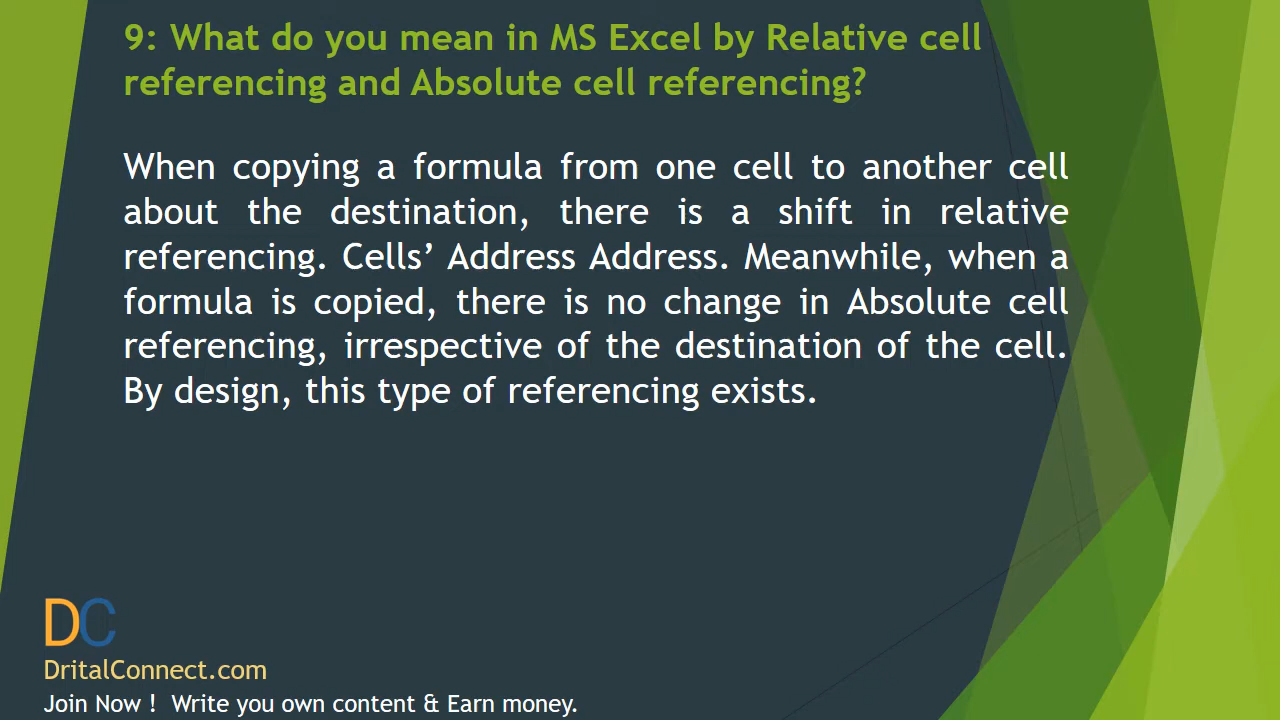 9: What do you mean in MS Excel by Relative cell
referencing and Absolute cell referencing?
When copying a formula from one cell to another cell
about the destination, there is a shift in relative
referencing. Cells’ Address Address. Meanwhile, when a
formula is copied, there is no change in Absolute cell
referencing, irrespective of the destination of the cell.
By design, this type of referencing exists.
DC
DritalConnect.com
Join Now ! Write you own content & Earn money.